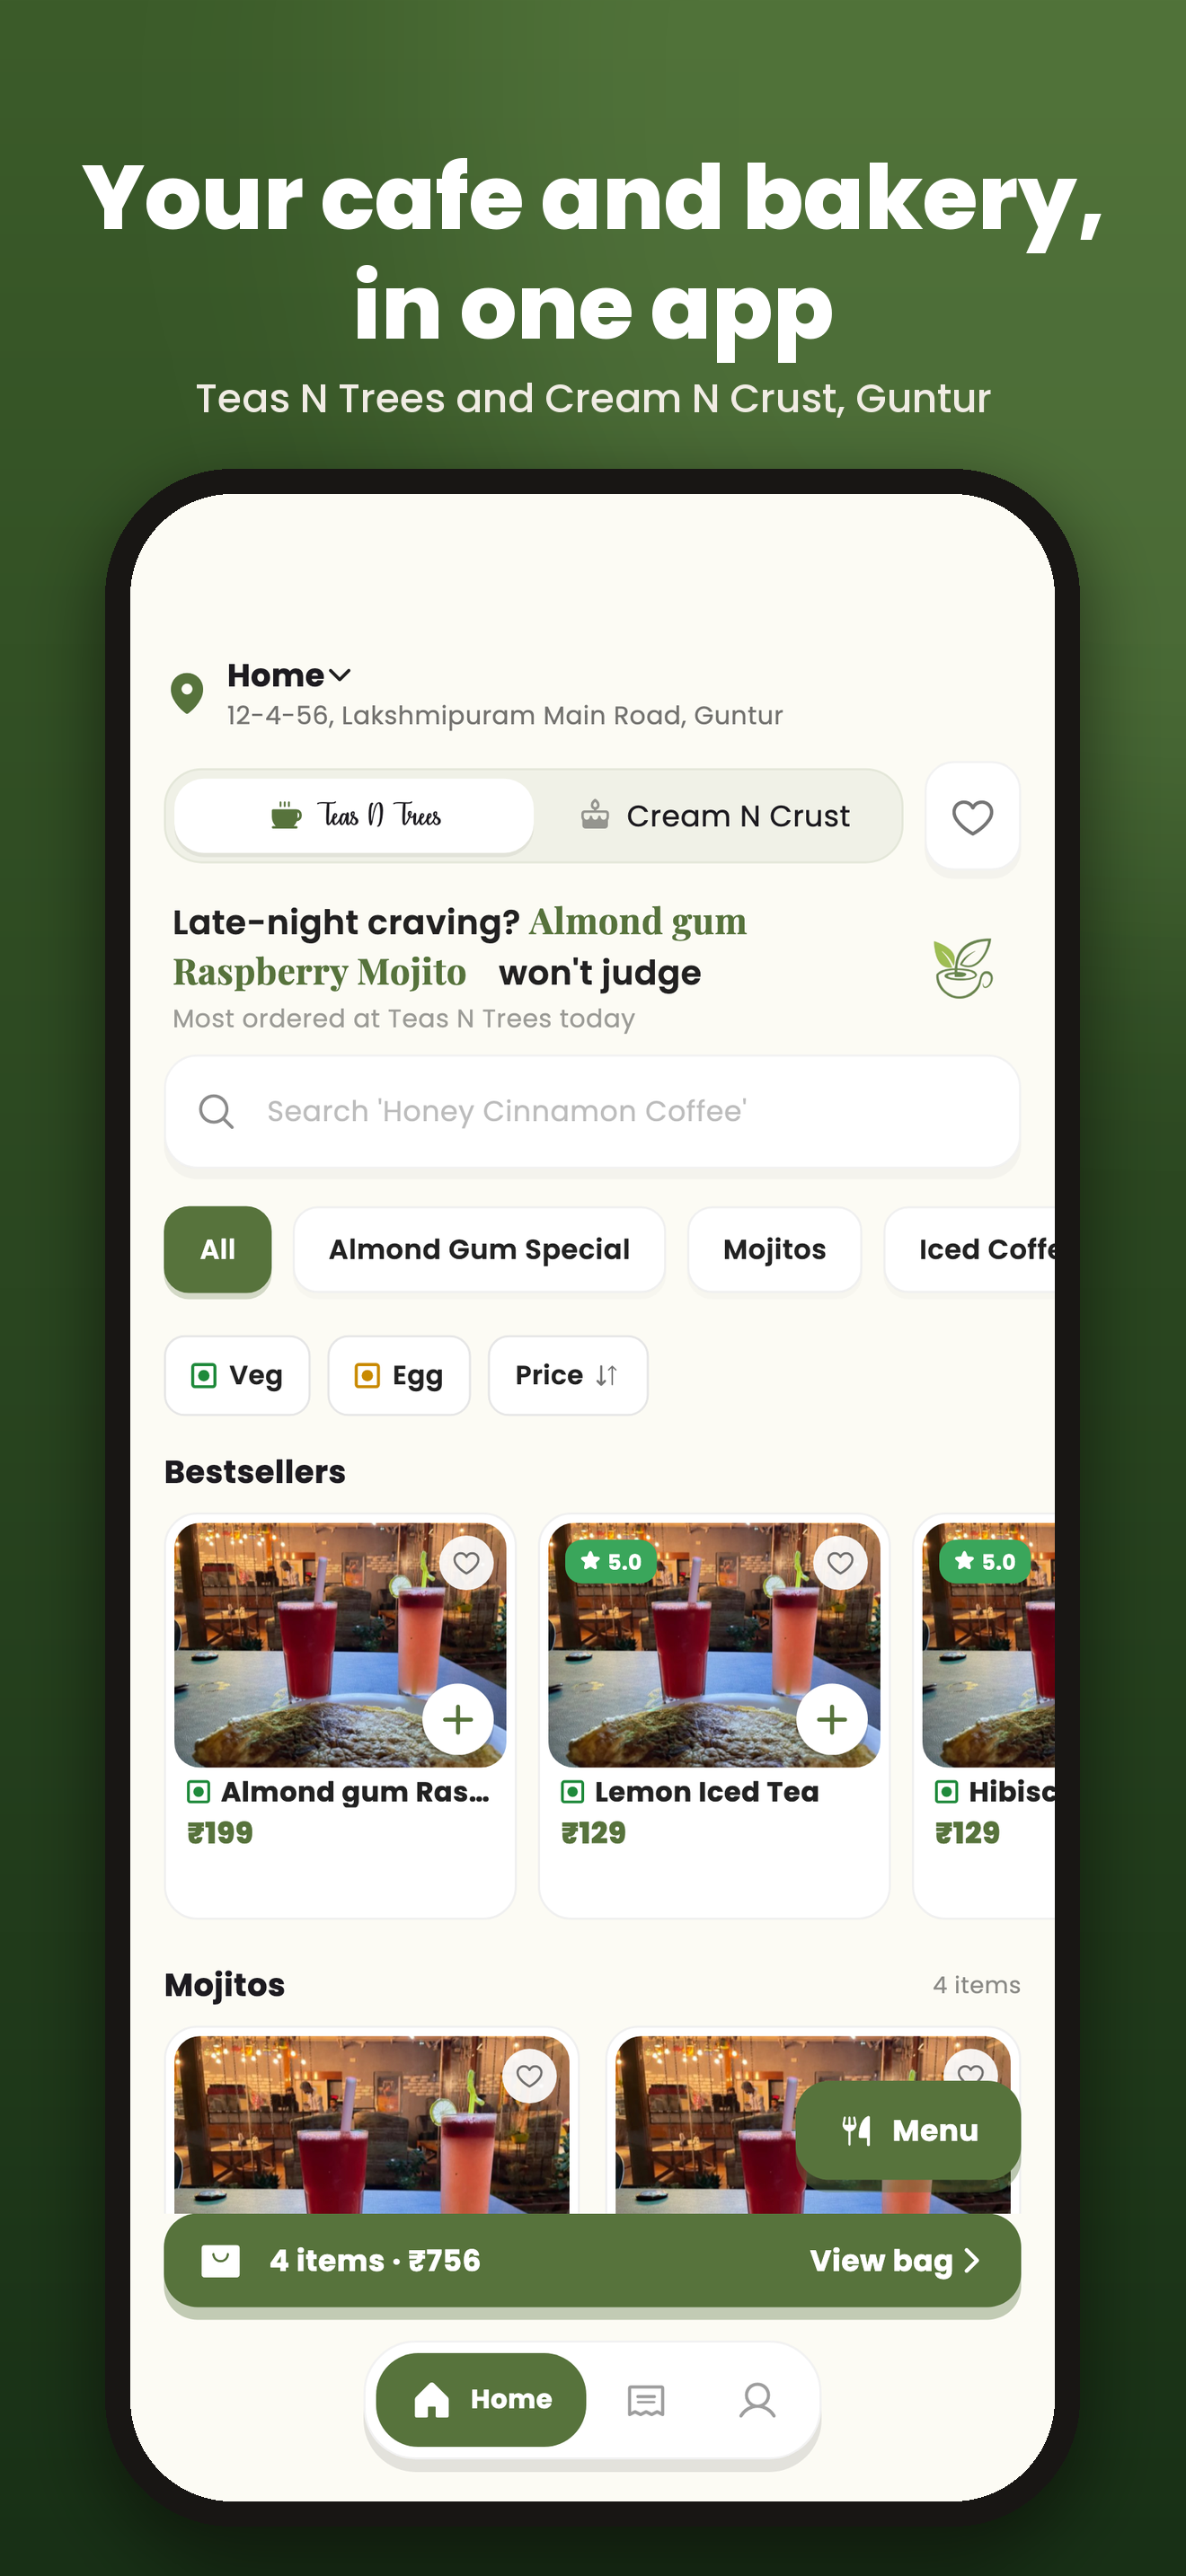 Your cafe and bakery,
in one app
Teas N Trees and Cream N Crust, Guntur
Home
12-4-56, Lakshmipuram Main Road, Guntur
Teas N Trees
Cream N Crust
Late-night craving? Almond gum
Raspberry Mojito won't judge
Most ordered at Teas N Trees today
Search 'Honey Cinnamon Coffee'
All
Almond Gum Special
Mojitos
Iced Coffe
Veg
Egg
Price
Bestsellers
5.0
5.0
Almond gum Ras...
Lemon Iced Tea
Hibisc
₹199
₹129
₹129
Mojitos
4 items
Menu
4 items · ₹756
View bag
Home